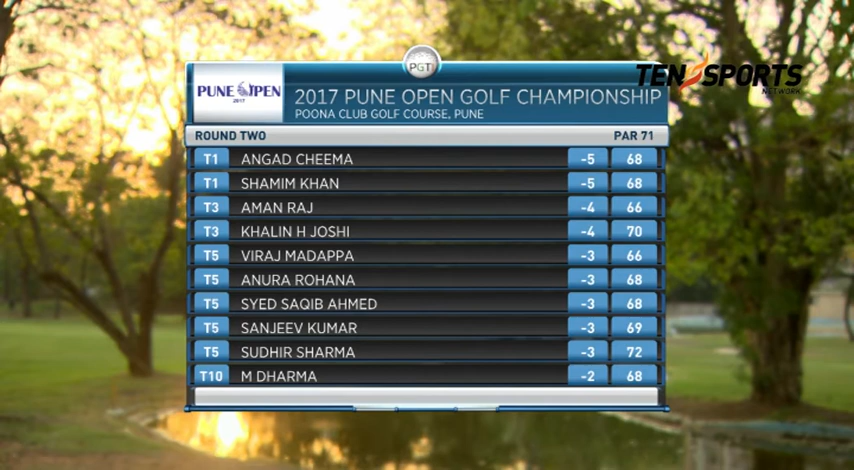 PGT
TEN SPORTS
NETWORK
PUNE OPEN
2017
2017 PUNE OPEN GOLF CHAMPIONSHIP
POONA CLUB GOLF COURSE, PUNE
ROUND TWO PAR 71
T1 ANGAD CHEEMA -5 68
T1 SHAMIM KHAN -5 68
T3 AMAN RAJ -4 66
T3 KHALIN H JOSHI -4 70
T5 VIRAJ MADAPPA -3 66
T5 ANURA ROHANA -3 68
T5 SYED SAQIB AHMED -3 68
T5 SANJEEV KUMAR -3 69
T5 SUDHIR SHARMA -3 72
T10 M DHARMA -2 68